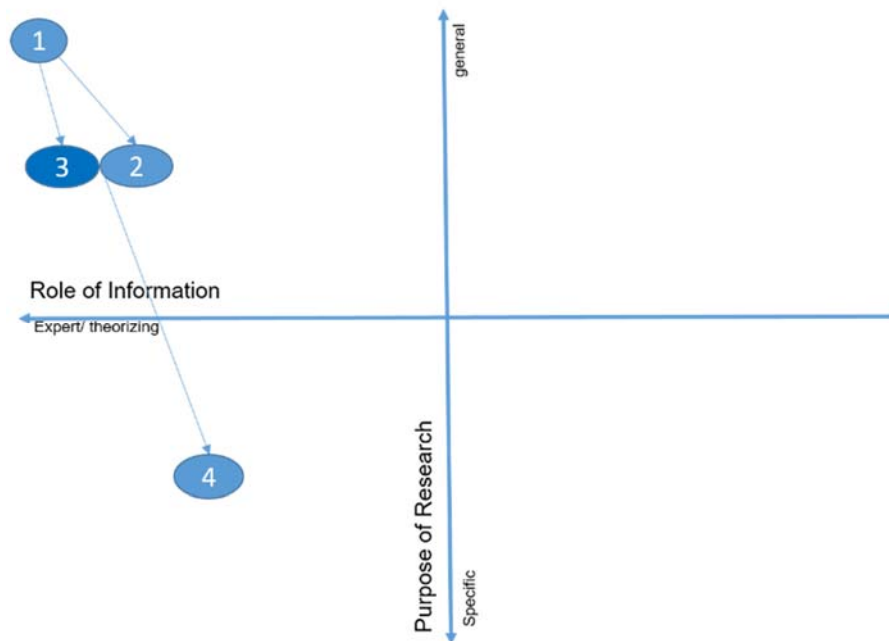 1
general
3
2
Role of Information
Expert/ theorizing
4
Purpose of Research
Specific